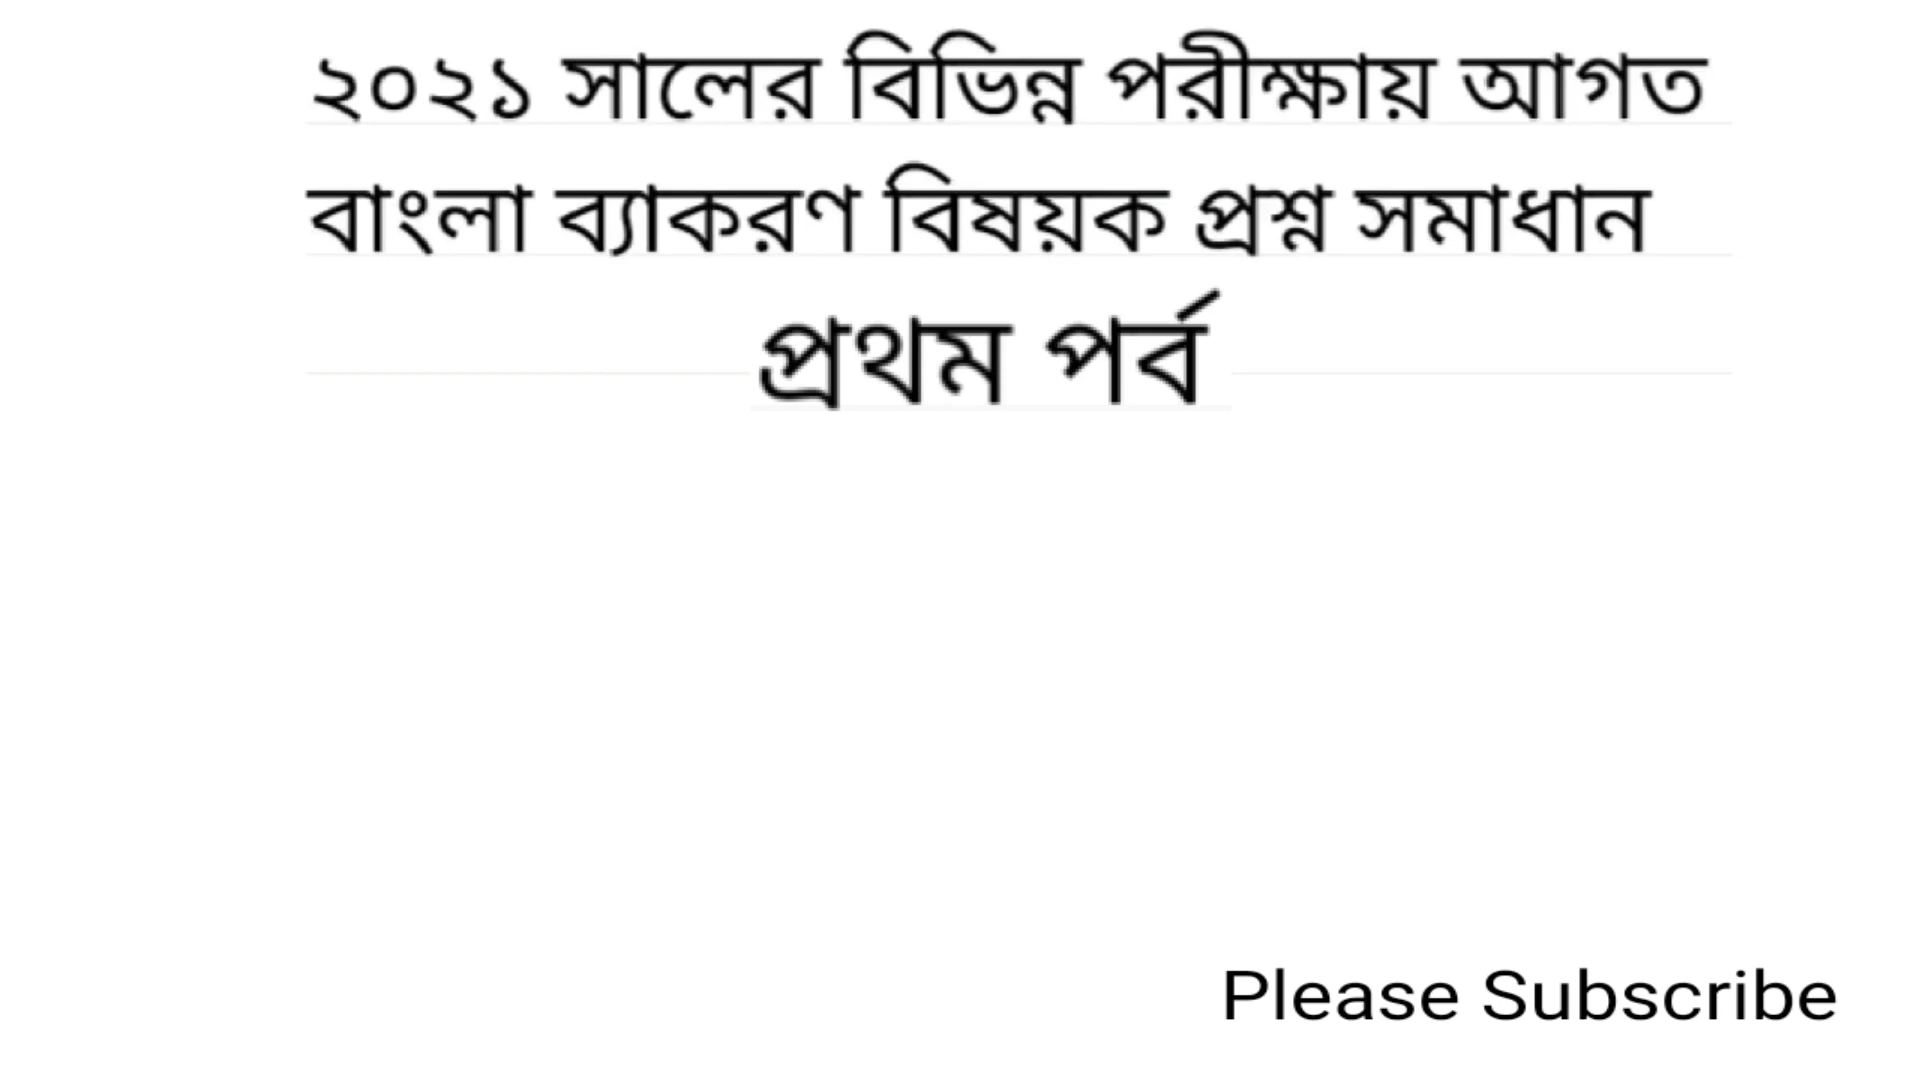 ২০২১ সালের বিভিন্ন পরীক্ষায় আগত
বাংলা ব্যাকরণ বিষয়ক প্রশ্ন সমাধান
প্রথম পর্ব
Please Subscribe